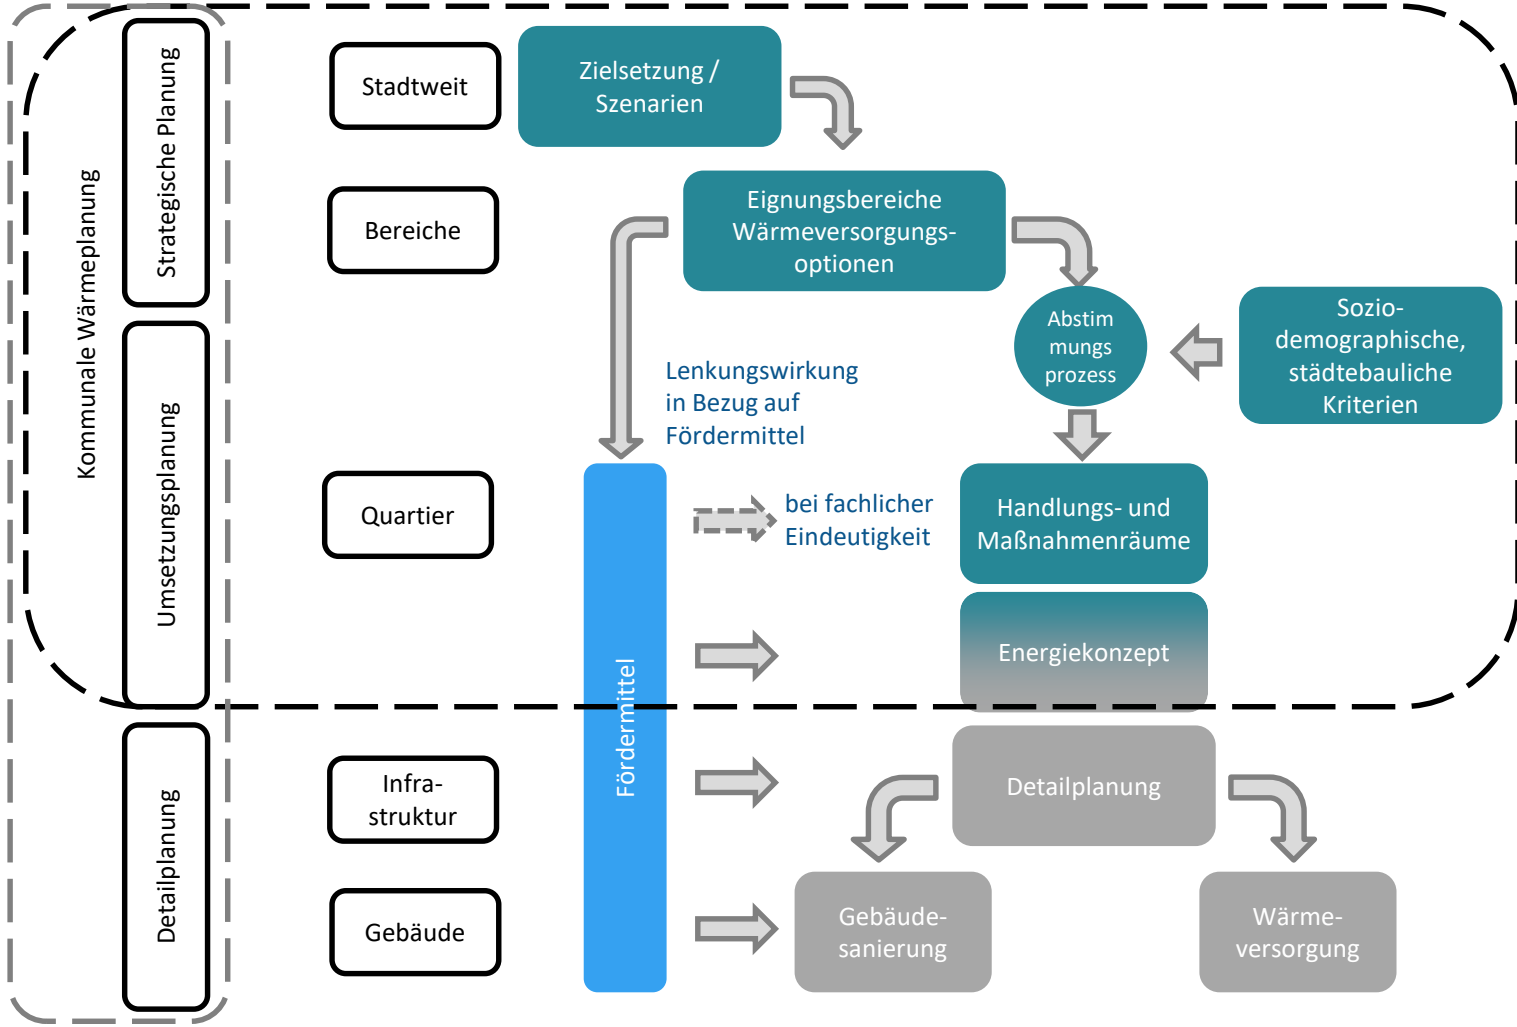 Kommunale Wärmeplanung
Strategische Planung
Umsetzungsplanung
Detailplanung
Stadtweit
Zielsetzung /
Szenarien
Bereiche
Eignungsbereiche
Wärmeversorgungs-
optionen
Abstim
mungs
prozess
Sozio-
demographische,
städtebauliche
Kriterien
Lenkungswirkung
in Bezug auf
Fördermittel
Quartier
Fördermittel
bei fachlicher
Eindeutigkeit
Handlungs- und
Maßnahmenräume
Energiekonzept
Infra-
struktur
Detailplanung
Gebäude
Gebäude-
sanierung
Wärme-
versorgung